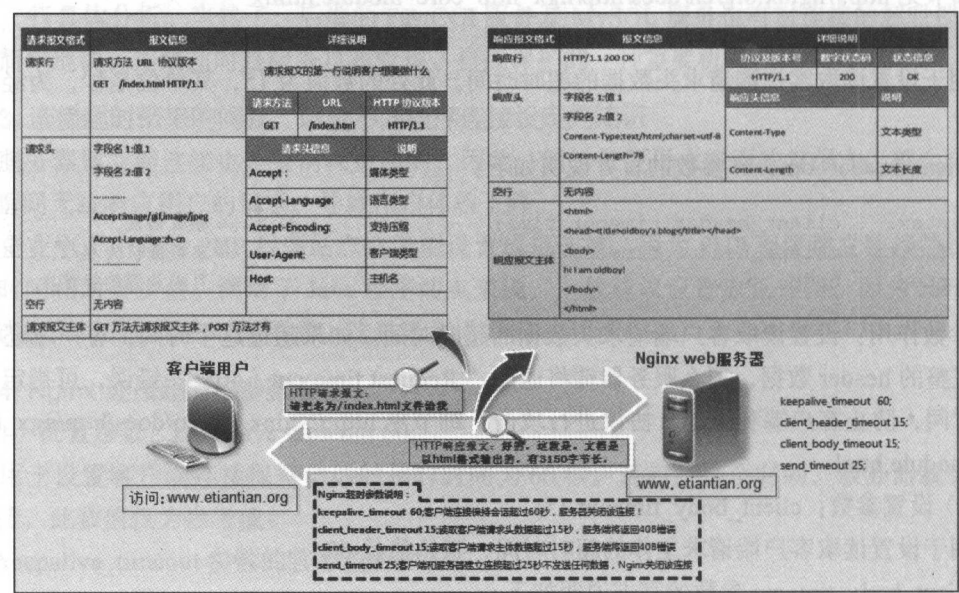 请求报文格式 报文信息 详细说明
请求行 请求方法 URL 协议版本
GET /index.html HTTP/1.1
请求报文的第一行说明客户想要做什么
请求方法 URL HTTP 协议版本
GET /index.html HTTP/1.1
请求头 字段名 1:值 1
字段名 2:值 2
...........
Accept:image/gif,image/jpeg
Accept-Language:zh-cn
请求头信息 说明
Accept : 媒体类型
Accept-Language: 语言类型
Accept-Encoding: 支持压缩
User-Agent: 客户端类型
Host: 主机名
空行 无内容
请求报文主体 GET 方法无请求报文主体，POST 方法才有
响应报文格式 报文信息 详细说明
响应行 HTTP/1.1 200 OK
协议及版本号 数字状态码 状态信息
HTTP/1.1 200 OK
响应头 字段名 1:值 1
字段名 2:值 2
Content-Type:text/html;charset=utf-8
Content-Length=78
响应头信息 说明
Content-Type 文本类型
Content-Length 文本长度
空行 无内容
响应报文主体 <html>
<head><title>oldboy's blog</title></head>
<body>
hi I am oldboy!
</body>
</html>
客户端用户
Nginx web服务器
HTTP请求报文：
请把名为/index.html文件给我
HTTP响应报文：好的，这就是。文档是
以html格式输出的，有3150字节长。
keepalive_timeout 60;
client_header_timeout 15;
client_body_timeout 15;
send_timeout 25;
访问:www.etiantian.org
www.etiantian.org
Nginx超时参数说明：
keepalive_timeout 60;客户端连接保持会话超过60秒，服务器关闭该连接
client_header_timeout 15;读取客户端请求头数据超过15秒，服务端将返回408错误
client_body_timeout 15;读取客户端请求主体数据超过15秒，服务端将返回408错误
send_timeout 25;客户端和服务器建立连接超过25秒不发送任何数据，Nginx关闭该连接